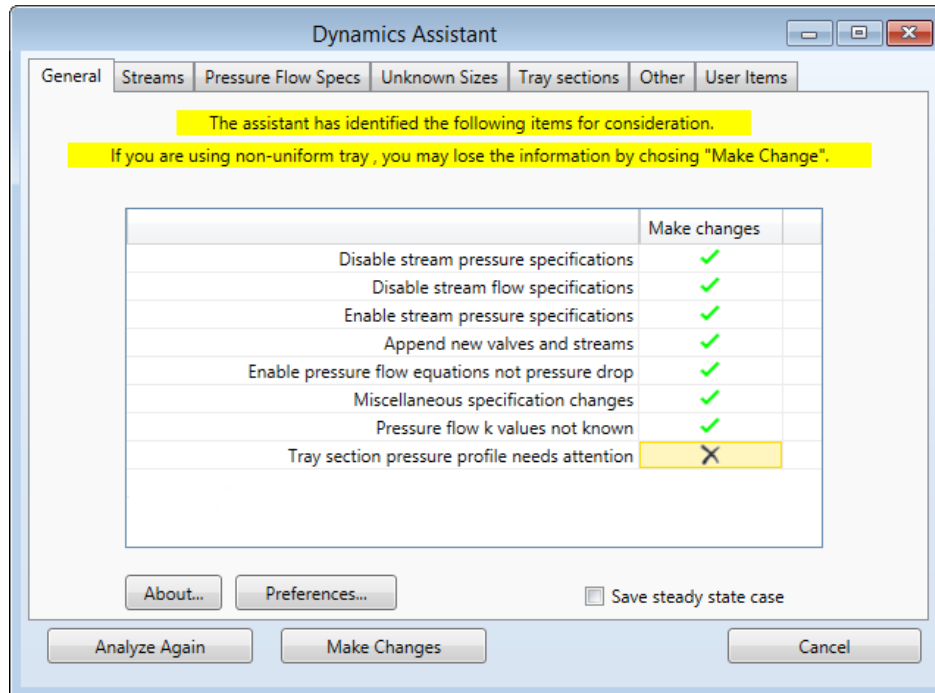 Dynamics Assistant
General Streams Pressure Flow Specs Unknown Sizes Tray sections Other User Items
The assistant has identified the following items for consideration.
If you are using non-uniform tray , you may lose the information by chosing "Make Change".
Make changes
Disable stream pressure specifications
Disable stream flow specifications
Enable stream pressure specifications
Append new valves and streams
Enable pressure flow equations not pressure drop
Miscellaneous specification changes
Pressure flow k values not known
Tray section pressure profile needs attention
About... Preferences... Save steady state case
Analyze Again Make Changes Cancel